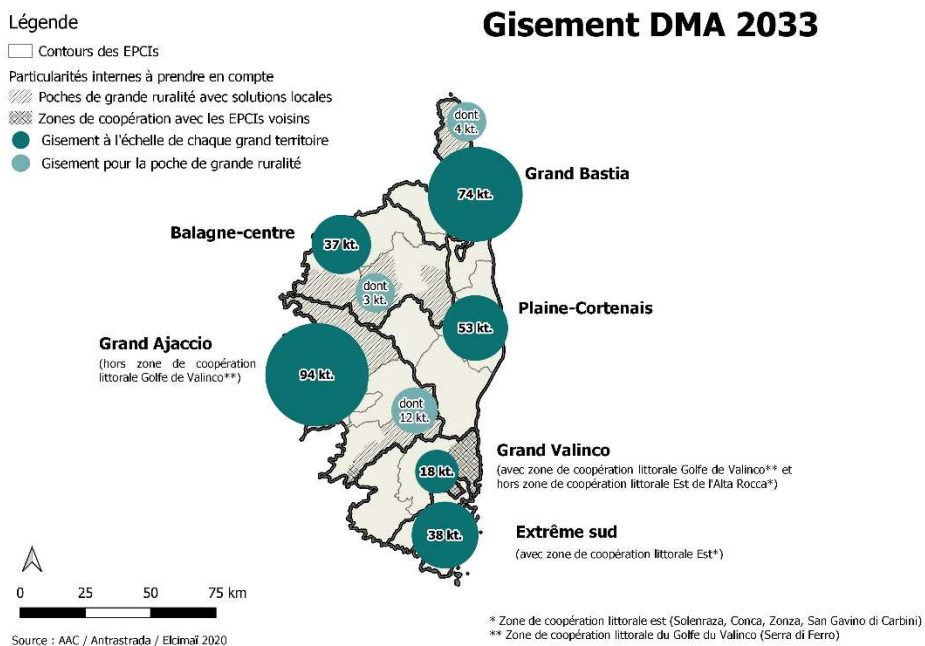 Gisement DMA 2033
Légende
Contours des EPCIs
Particularités internes à prendre en compte
Poches de grande ruralité avec solutions locales
Zones de coopération avec les EPCIs voisins
Gisement à l'échelle de chaque grand territoire
Gisement pour la poche de grande ruralité
dont
4 kt.
Grand Bastia
74 kt.
Balagne-centre
37 kt.
dont
3 kt.
Plaine-Cortenais
53 kt.
Grand Ajaccio
(hors zone de coopération
littorale Golfe de Valinco**)
94 kt.
dont
12 kt.
Grand Valinco
(avec zone de coopération littorale Golfe de Valinco** et
hors zone de coopération littorale Est de l'Alta Rocca*)
18 kt.
Extrême sud
(avec zone de coopération littorale Est*)
38 kt.
0 25 50 75 km
Source : AAC / Antrastrada / Elcimaï 2020
* Zone de coopération littorale est (Solenraza, Conca, Zonza, San Gavino di Carbini)
** Zone de coopération littorale du Golfe du Valinco (Serra di Ferro)